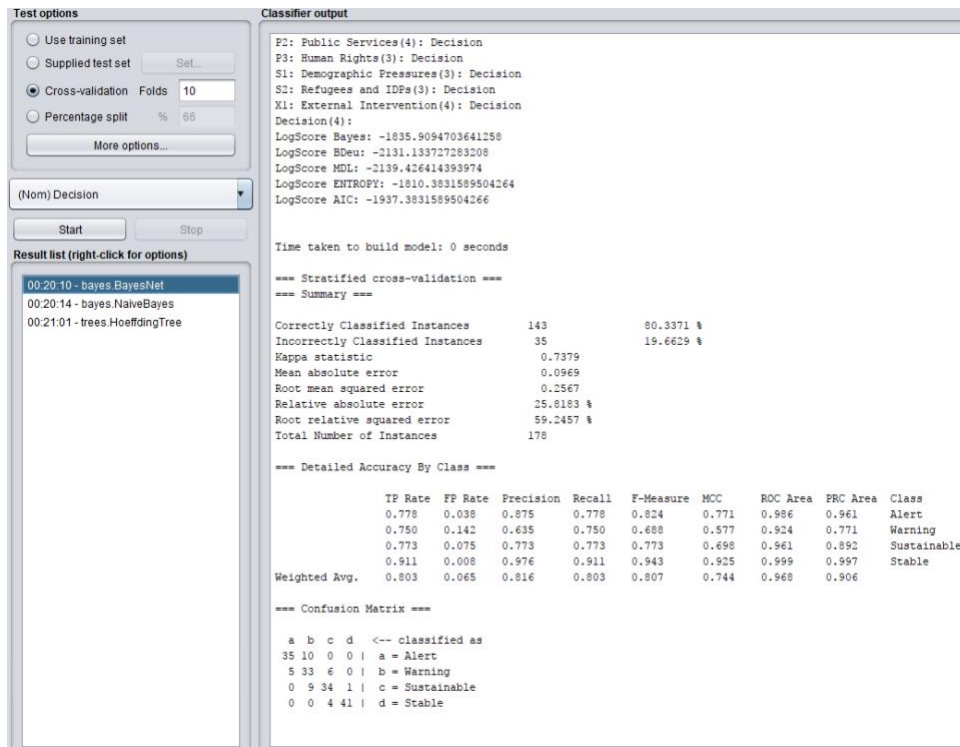 Test options
Use training set
Supplied test set Set...
Cross-validation Folds 10
Percentage split % 66
More options...
(Nom) Decision
Start Stop
Result list (right-click for options)
00:20:10 - bayes.BayesNet
00:20:14 - bayes.NaiveBayes
00:21:01 - trees.HoeffdingTree
Classifier output
P2: Public Services(4): Decision
P3: Human Rights(3): Decision
S1: Demographic Pressures(3): Decision
S2: Refugees and IDPs(3): Decision
X1: External Intervention(4): Decision
Decision(4):
LogScore Bayes: -1835.9094703641258
LogScore BDeu: -2131.133727283208
LogScore MDL: -2139.426414393974
LogScore ENTROPY: -1810.3831589504264
LogScore AIC: -1937.3831589504266
Time taken to build model: 0 seconds
=== Stratified cross-validation ===
=== Summary ===
Correctly Classified Instances 143 80.3371 %
Incorrectly Classified Instances 35 19.6629 %
Kappa statistic 0.7379
Mean absolute error 0.0969
Root mean squared error 0.2567
Relative absolute error 25.8183 %
Root relative squared error 59.2457 %
Total Number of Instances 178
=== Detailed Accuracy By Class ===
TP Rate FP Rate Precision Recall F-Measure MCC ROC Area PRC Area Class
0.778 0.038 0.875 0.778 0.824 0.771 0.986 0.961 Alert
0.750 0.142 0.635 0.750 0.688 0.577 0.924 0.771 Warning
0.773 0.075 0.773 0.773 0.773 0.698 0.961 0.892 Sustainable
0.911 0.008 0.976 0.911 0.943 0.925 0.999 0.997 Stable
Weighted Avg. 0.803 0.065 0.816 0.803 0.807 0.744 0.968 0.906
=== Confusion Matrix ===
a b c d <-- classified as
35 10 0 0 | a = Alert
5 33 6 0 | b = Warning
0 9 34 1 | c = Sustainable
0 0 4 41 | d = Stable